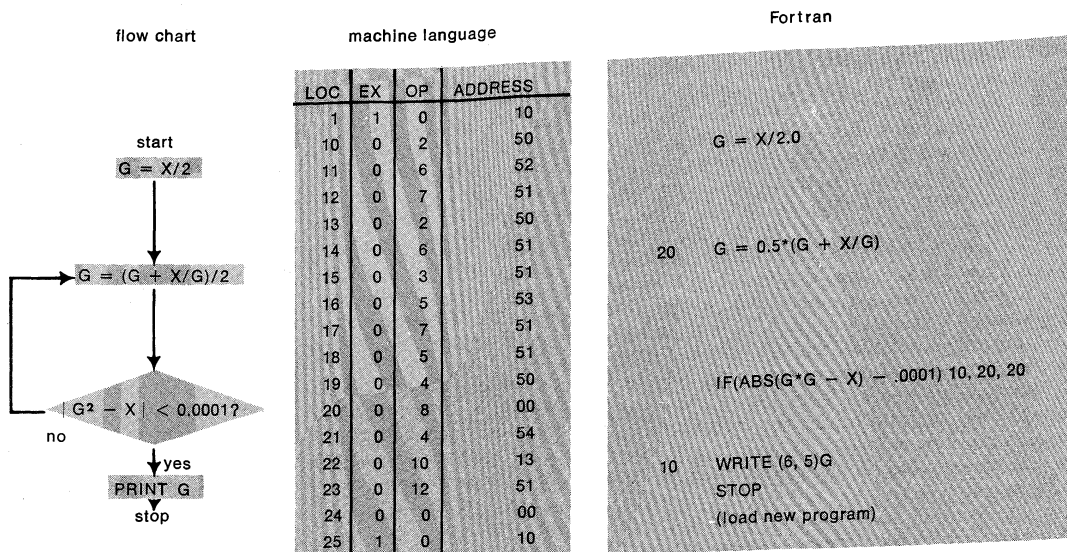 flow chart
start
G = X/2
G = (G + X/G)/2
| G² − X | < 0.0001?
no
yes
PRINT G
stop
machine language
LOC EX OP ADDRESS
1 1 0 10
10 0 2 50
11 0 6 52
12 0 7 51
13 0 2 50
14 0 6 51
15 0 3 51
16 0 5 53
17 0 7 51
18 0 5 51
19 0 4 50
20 0 8 00
21 0 4 54
22 0 10 13
23 0 12 51
24 0 0 00
25 1 0 10
Fortran
G = X/2.0
20 G = 0.5*(G + X/G)
IF(ABS(G*G − X) − .0001) 10, 20, 20
10 WRITE (6, 5)G
STOP
(load new program)